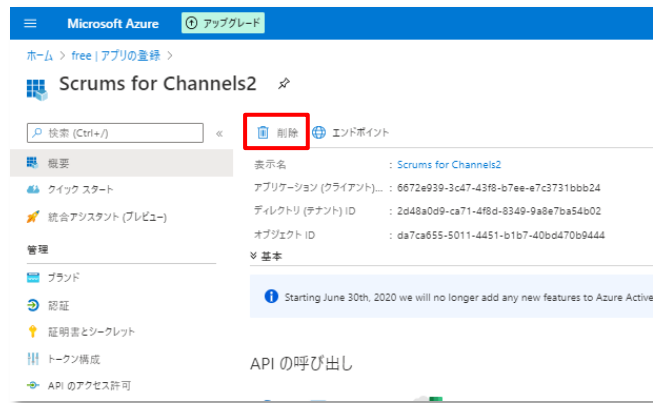 Microsoft Azure
アップグレード
ホーム > free | アプリの登録 >
Scrums for Channels2
検索 (Ctrl+/)
«
削除
エンドポイント
概要
クイック スタート
統合アシスタント (プレビュー)
管理
ブランド
認証
証明書とシークレット
トークン構成
API のアクセス許可
表示名 : Scrums for Channels2
アプリケーション (クライアント)... : 6672e939-3c47-43f8-b7ee-e7c3731bbb24
ディレクトリ (テナント) ID : 2d48a0d9-ca71-4f8d-8349-9a8e7ba54b02
オブジェクト ID : da7ca655-5011-4451-b1b7-40bd470b9444
基本
Starting June 30th, 2020 we will no longer add any new features to Azure Active
API の呼び出し